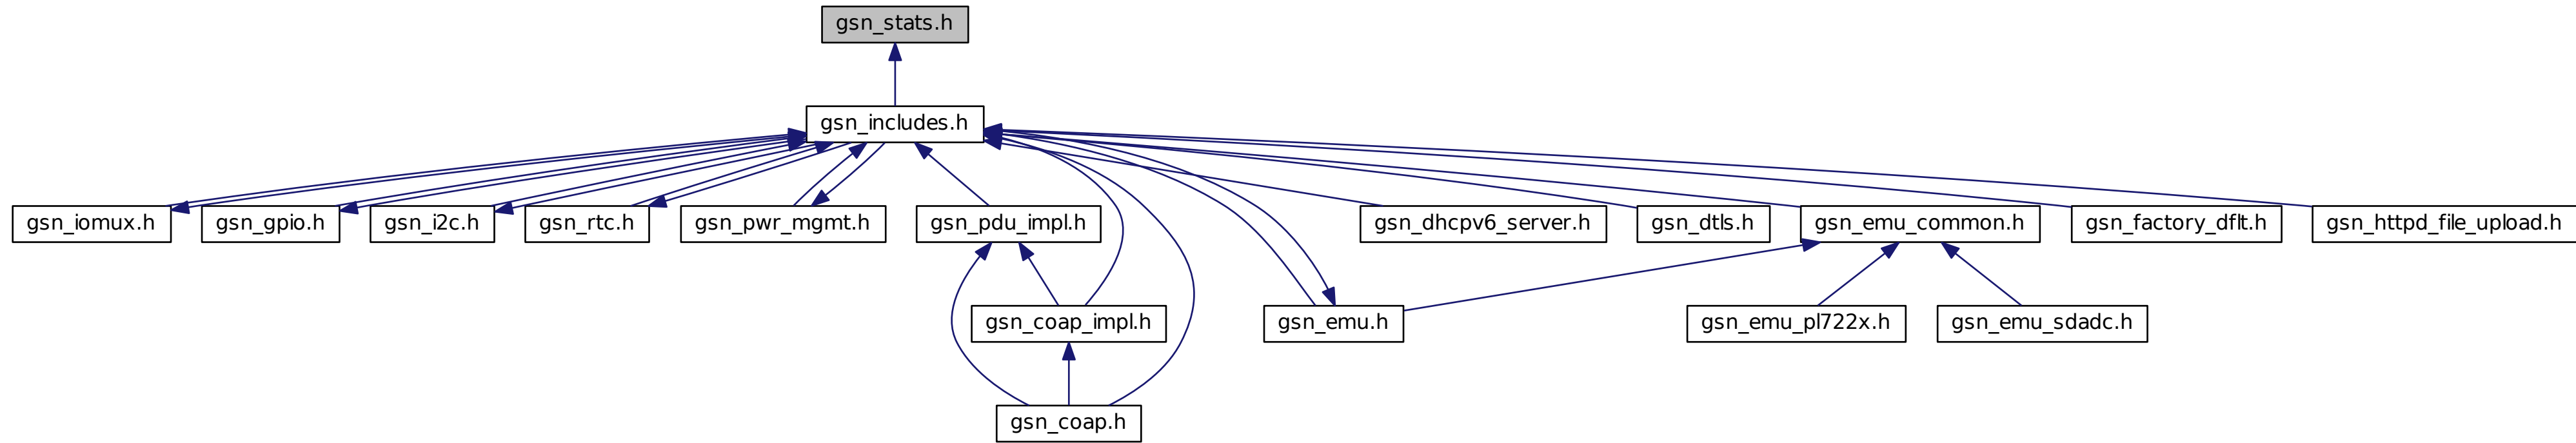 gsn_stats.h
gsn_includes.h
gsn_iomux.h
gsn_gpio.h
gsn_i2c.h
gsn_rtc.h
gsn_pwr_mgmt.h
gsn_pdu_impl.h
gsn_dhcpv6_server.h
gsn_dtls.h
gsn_emu_common.h
gsn_factory_dflt.h
gsn_httpd_file_upload.h
gsn_coap_impl.h
gsn_emu.h
gsn_emu_pl722x.h
gsn_emu_sdadc.h
gsn_coap.h